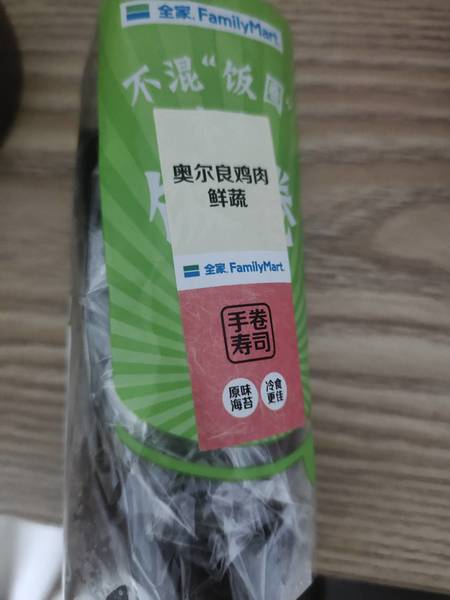 全家 FamilyMart
不混“饭圈”
奥尔良鸡肉
鲜蔬
全家 FamilyMart
手卷
寿司
原味
海苔
冷食
更佳